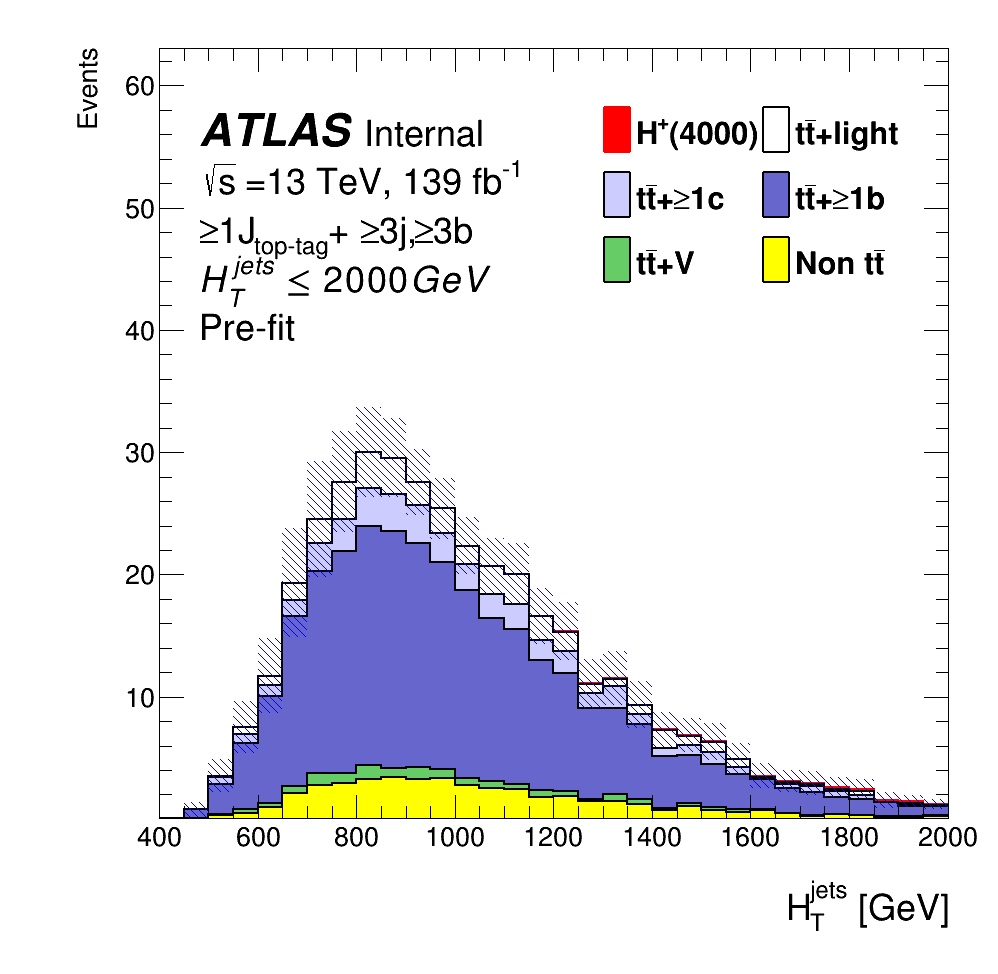 Events
60
50
40
30
20
10
ATLAS Internal
√s =13 TeV, 139 fb⁻¹
≥1J_top-tag+ ≥3j,≥3b
H_T^jets ≤ 2000GeV
Pre-fit
H⁺(4000) tt̄+light
tt̄+≥1c tt̄+≥1b
tt̄+V Non tt̄
400 600 800 1000 1200 1400 1600 1800 2000
H_T^jets [GeV]